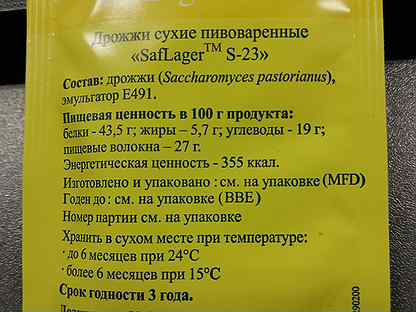 Дрожжи сухие пивоваренные
«SafLager™ S-23»
Состав: дрожжи (Saccharomyces pastorianus),
эмульгатор Е491.
Пищевая ценность в 100 г продукта:
белки - 43,5 г; жиры – 5,7 г; углеводы - 19 г;
пищевые волокна – 27 г.
Энергетическая ценность - 355 ккал.
Изготовлено и упаковано : см. на упаковке (MFD)
Годен до : см. на упаковке (BBE)
Номер партии см. на упаковке
Хранить в сухом месте при температуре:
· до 6 месяцев при 24°C
· более 6 месяцев при 15°C
Срок годности 3 года.